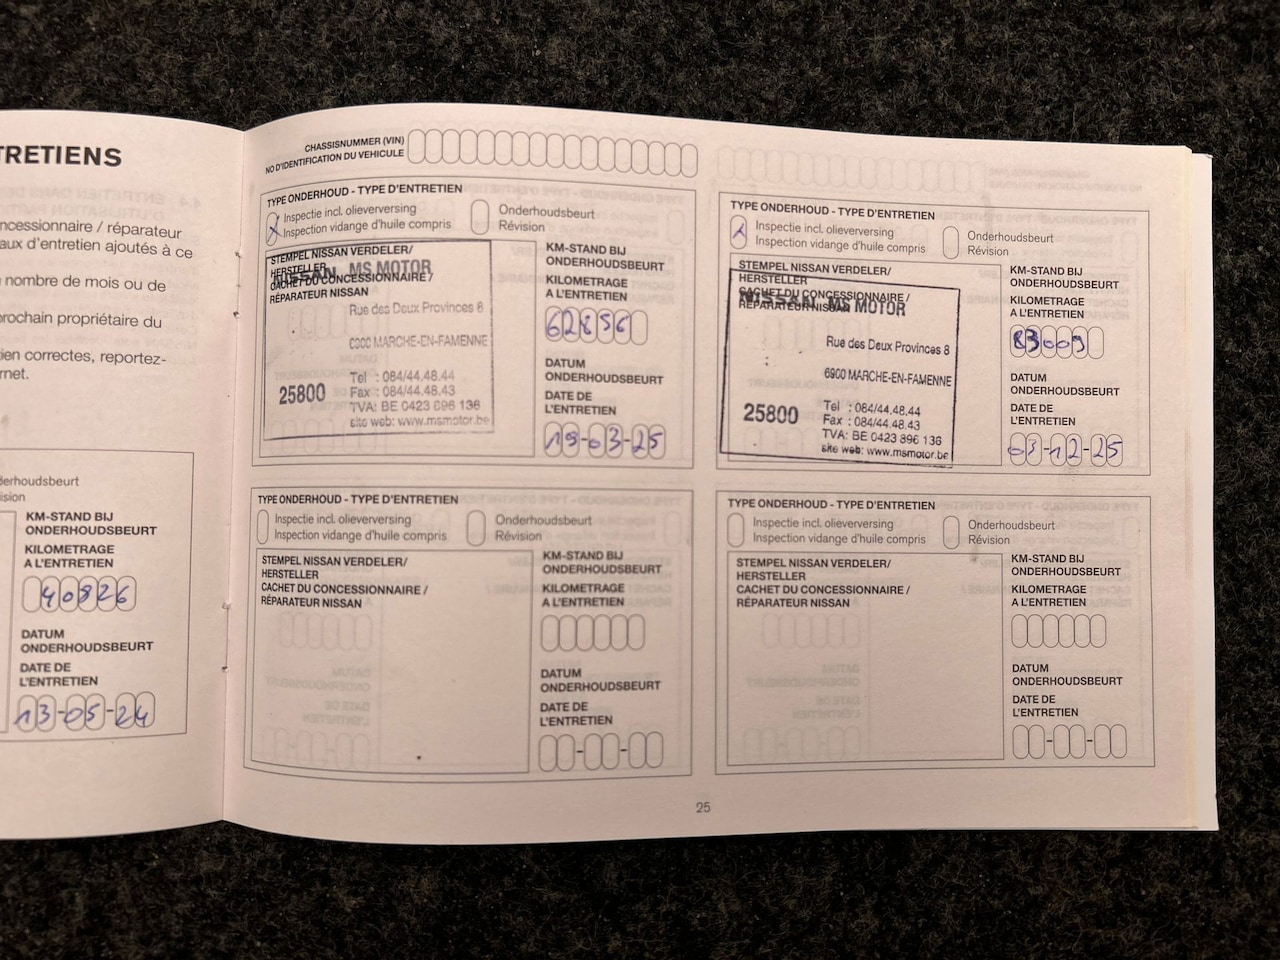 TRETIENS
ncessionnaire / réparateur
aux d'entretien ajoutés à ce
nombre de mois ou de
prochain propriétaire du
ien correctes, reportez-
rnet.
derhoudsbeurt
ision
KM-STAND BIJ
ONDERHOUDSBEURT
KILOMETRAGE
A L'ENTRETIEN
40826
DATUM
ONDERHOUDSBEURT
DATE DE
L'ENTRETIEN
13-05-24
CHASSISNUMMER (VIN)
NO D'IDENTIFICATION DU VEHICULE
TYPE ONDERHOUD - TYPE D'ENTRETIEN
X Inspectie incl. olieverversing
Inspection vidange d'huile compris
Onderhoudsbeurt
Révision
STEMPEL NISSAN VERDELER/
HERSTELLER
CACHET DU CONCESSIONNAIRE /
RÉPARATEUR NISSAN
NISSAN MS MOTOR
Rue des Deux Provinces 8
6900 MARCHE-EN-FAMENNE
25800
Tel : 084/44.48.44
Fax : 084/44.48.43
TVA: BE 0423 896 136
site web: www.msmotor.be
KM-STAND BIJ
ONDERHOUDSBEURT
KILOMETRAGE
A L'ENTRETIEN
62856
DATUM
ONDERHOUDSBEURT
DATE DE
L'ENTRETIEN
19-03-25
TYPE ONDERHOUD - TYPE D'ENTRETIEN
X Inspectie incl. olieverversing
Inspection vidange d'huile compris
Onderhoudsbeurt
Révision
STEMPEL NISSAN VERDELER/
HERSTELLER
CACHET DU CONCESSIONNAIRE /
RÉPARATEUR NISSAN
NISSAN MS MOTOR
Rue des Deux Provinces 8
6900 MARCHE-EN-FAMENNE
25800
Tel : 084/44.48.44
Fax : 084/44.48.43
TVA: BE 0423 896 136
site web: www.msmotor.be
KM-STAND BIJ
ONDERHOUDSBEURT
KILOMETRAGE
A L'ENTRETIEN
83009
DATUM
ONDERHOUDSBEURT
DATE DE
L'ENTRETIEN
03-12-25
TYPE ONDERHOUD - TYPE D'ENTRETIEN
Inspectie incl. olieverversing
Inspection vidange d'huile compris
Onderhoudsbeurt
Révision
STEMPEL NISSAN VERDELER/
HERSTELLER
CACHET DU CONCESSIONNAIRE /
RÉPARATEUR NISSAN
KM-STAND BIJ
ONDERHOUDSBEURT
KILOMETRAGE
A L'ENTRETIEN
DATUM
ONDERHOUDSBEURT
DATE DE
L'ENTRETIEN
TYPE ONDERHOUD - TYPE D'ENTRETIEN
Inspectie incl. olieverversing
Inspection vidange d'huile compris
Onderhoudsbeurt
Révision
STEMPEL NISSAN VERDELER/
HERSTELLER
CACHET DU CONCESSIONNAIRE /
RÉPARATEUR NISSAN
KM-STAND BIJ
ONDERHOUDSBEURT
KILOMETRAGE
A L'ENTRETIEN
DATUM
ONDERHOUDSBEURT
DATE DE
L'ENTRETIEN
25